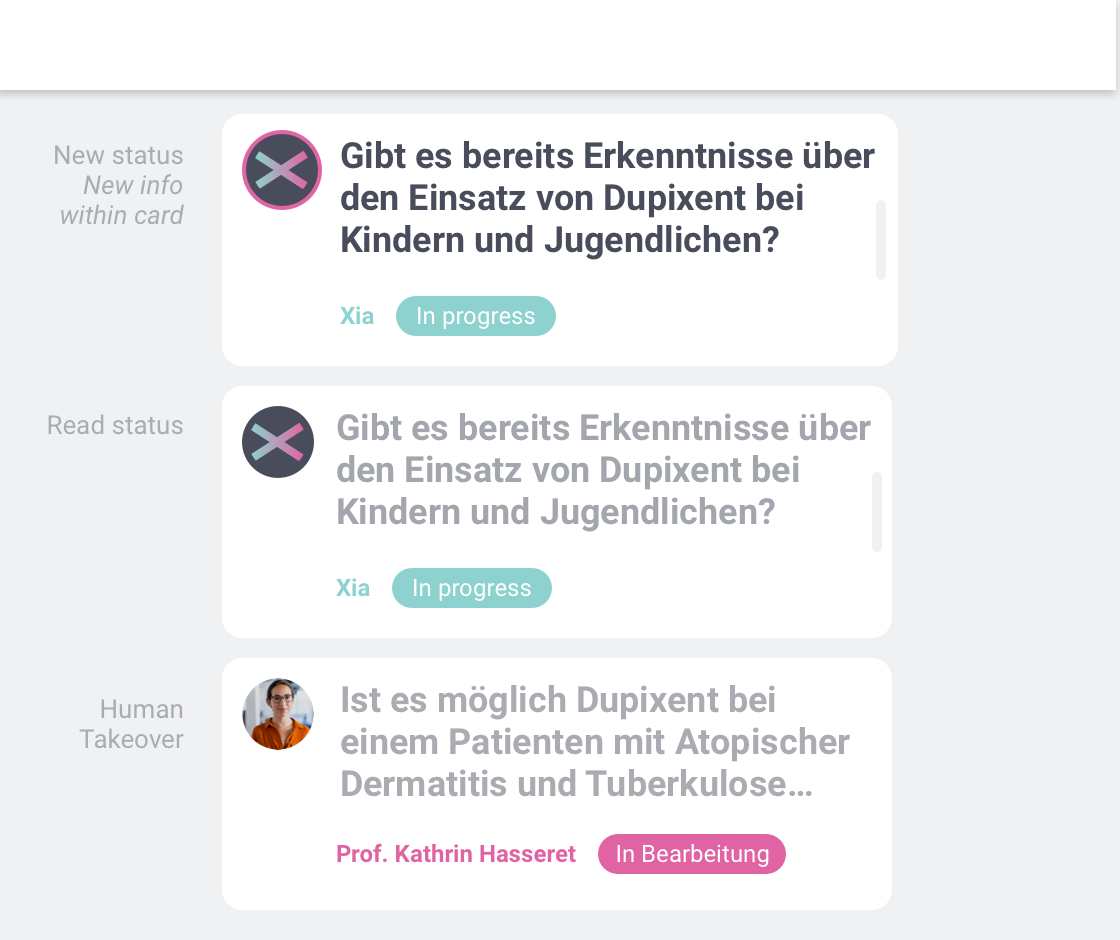 New status
New info
within card
Gibt es bereits Erkenntnisse über
den Einsatz von Dupixent bei
Kindern und Jugendlichen?
Xia
In progress
Read status
Gibt es bereits Erkenntnisse über
den Einsatz von Dupixent bei
Kindern und Jugendlichen?
Xia
In progress
Human
Takeover
Ist es möglich Dupixent bei
einem Patienten mit Atopischer
Dermatitis und Tuberkulose…
Prof. Kathrin Hasseret
In Bearbeitung